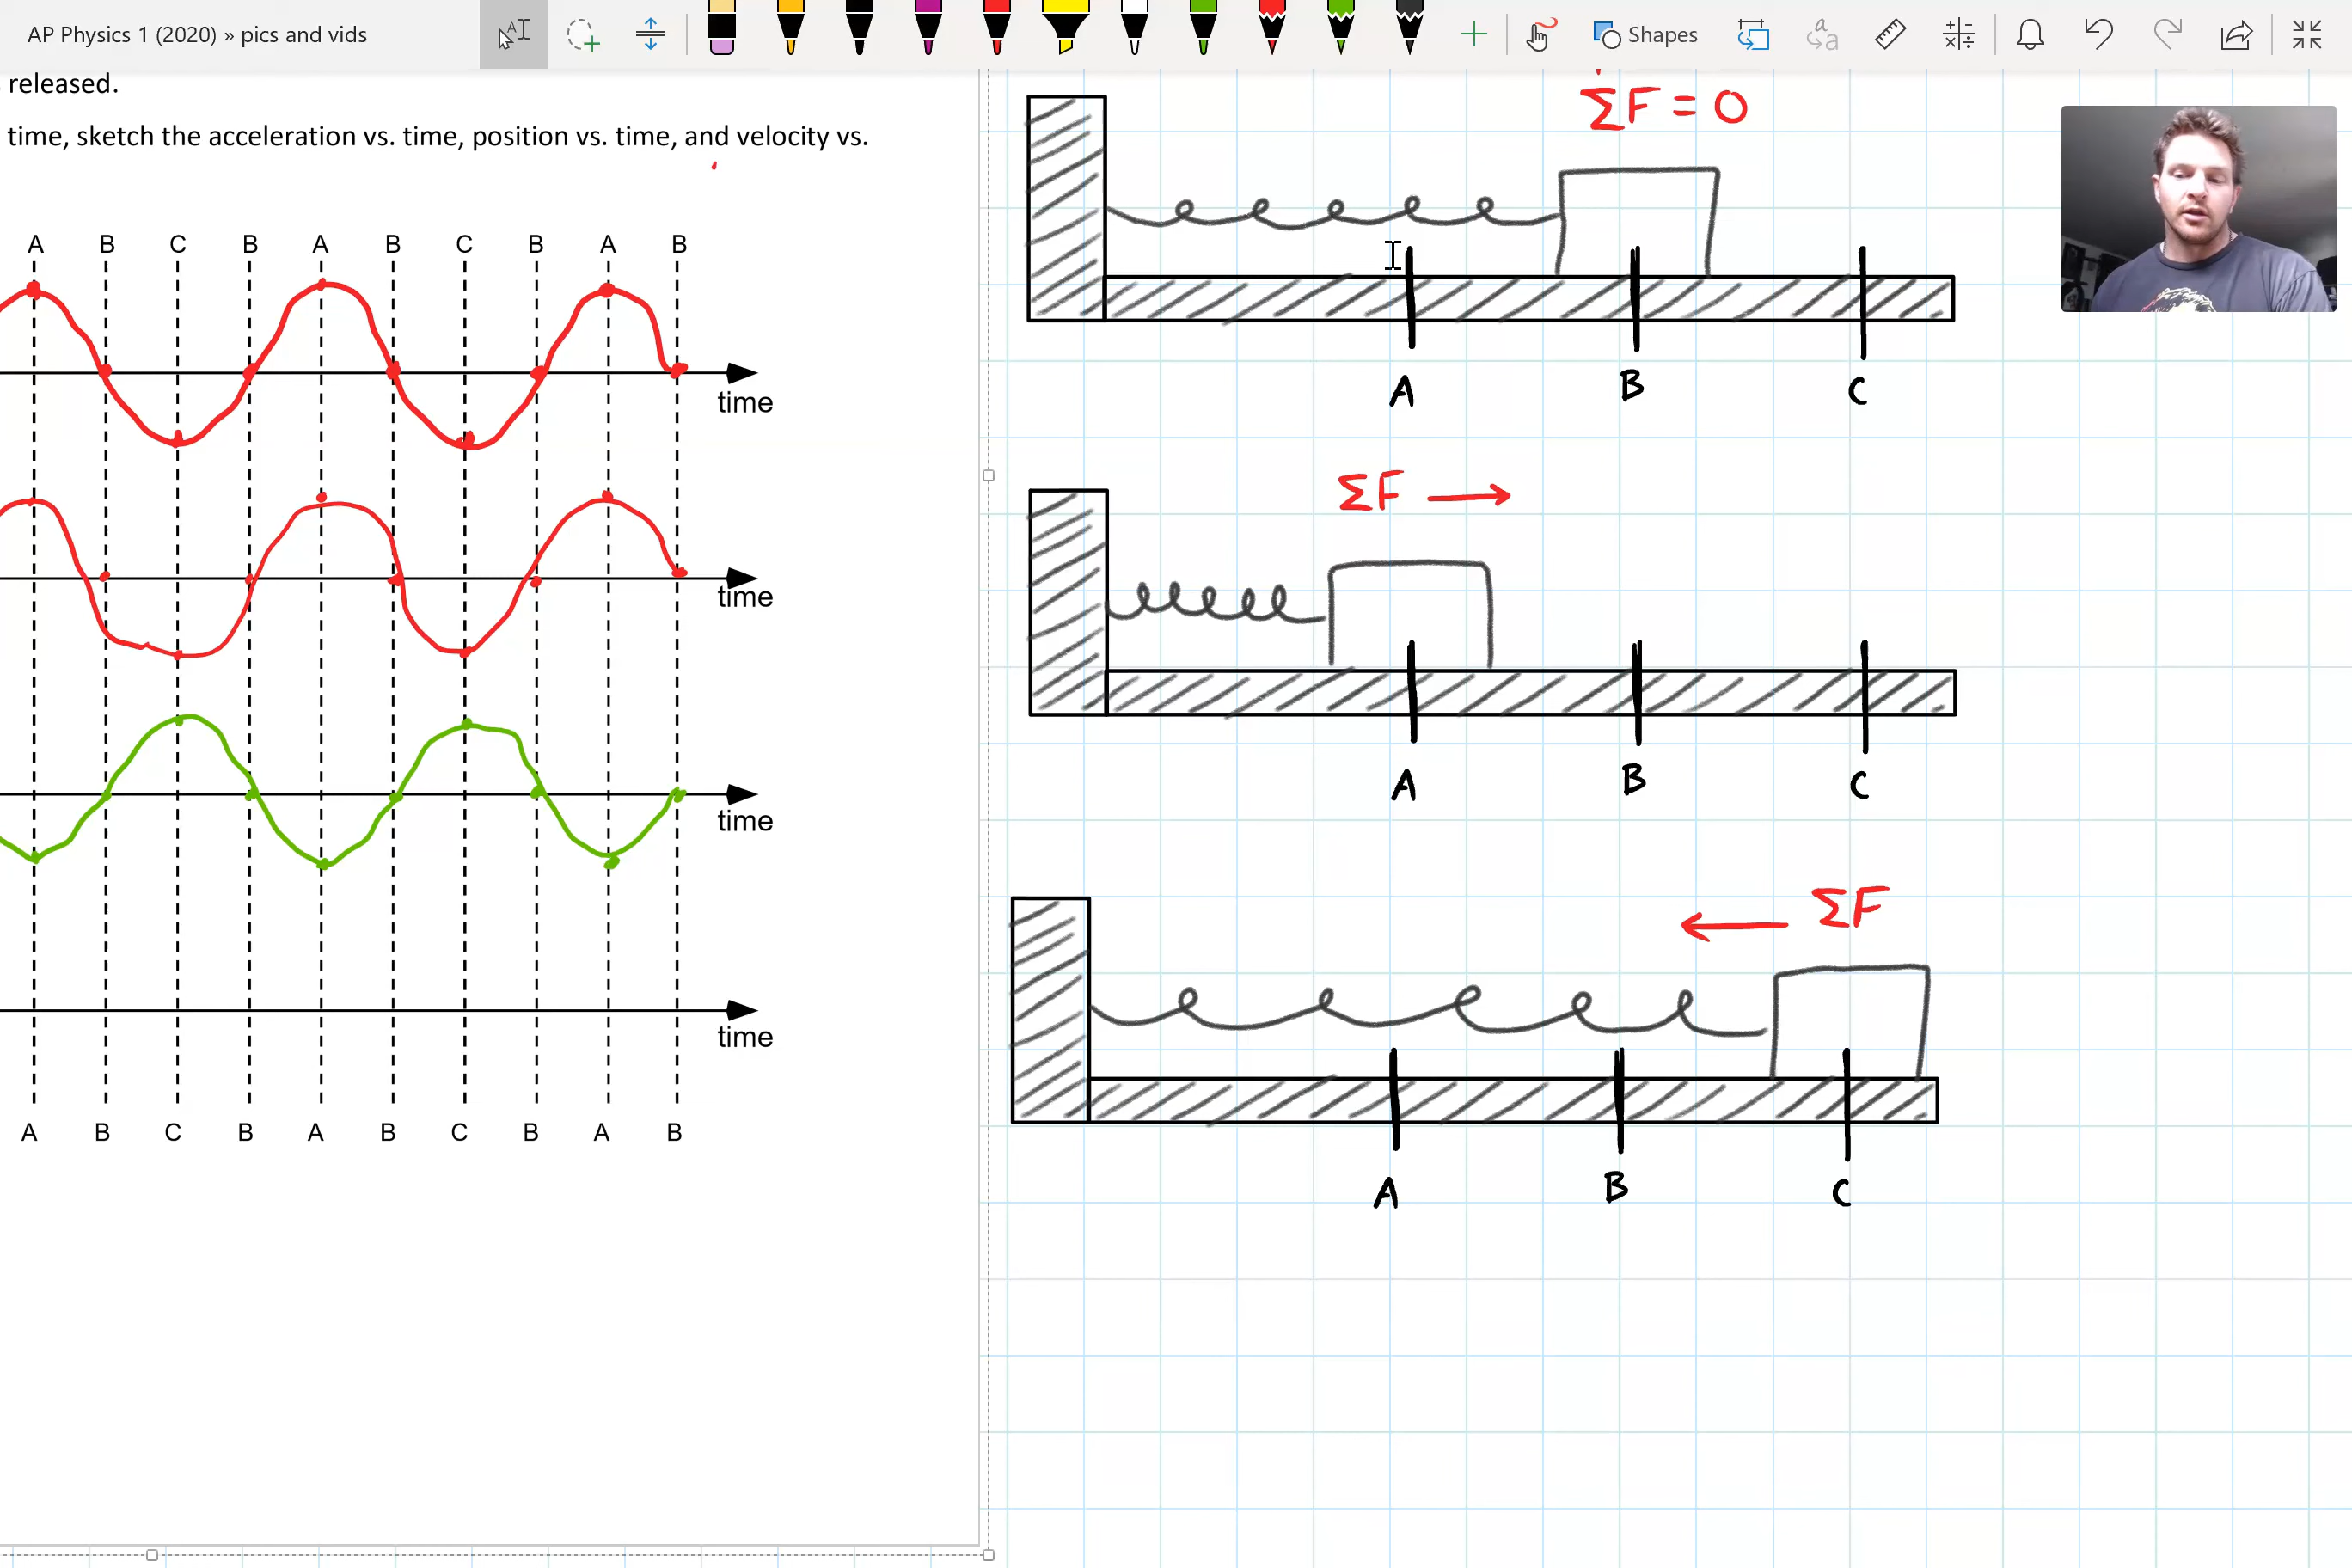 AP Physics 1 (2020) » pics and vids
Shapes
released.
time, sketch the acceleration vs. time, position vs. time, and velocity vs.
A B C B A B C B A B
time
time
time
time
A B C B A B C B A B
ΣF = 0
A B C
ΣF →
A B C
← ΣF
A B C